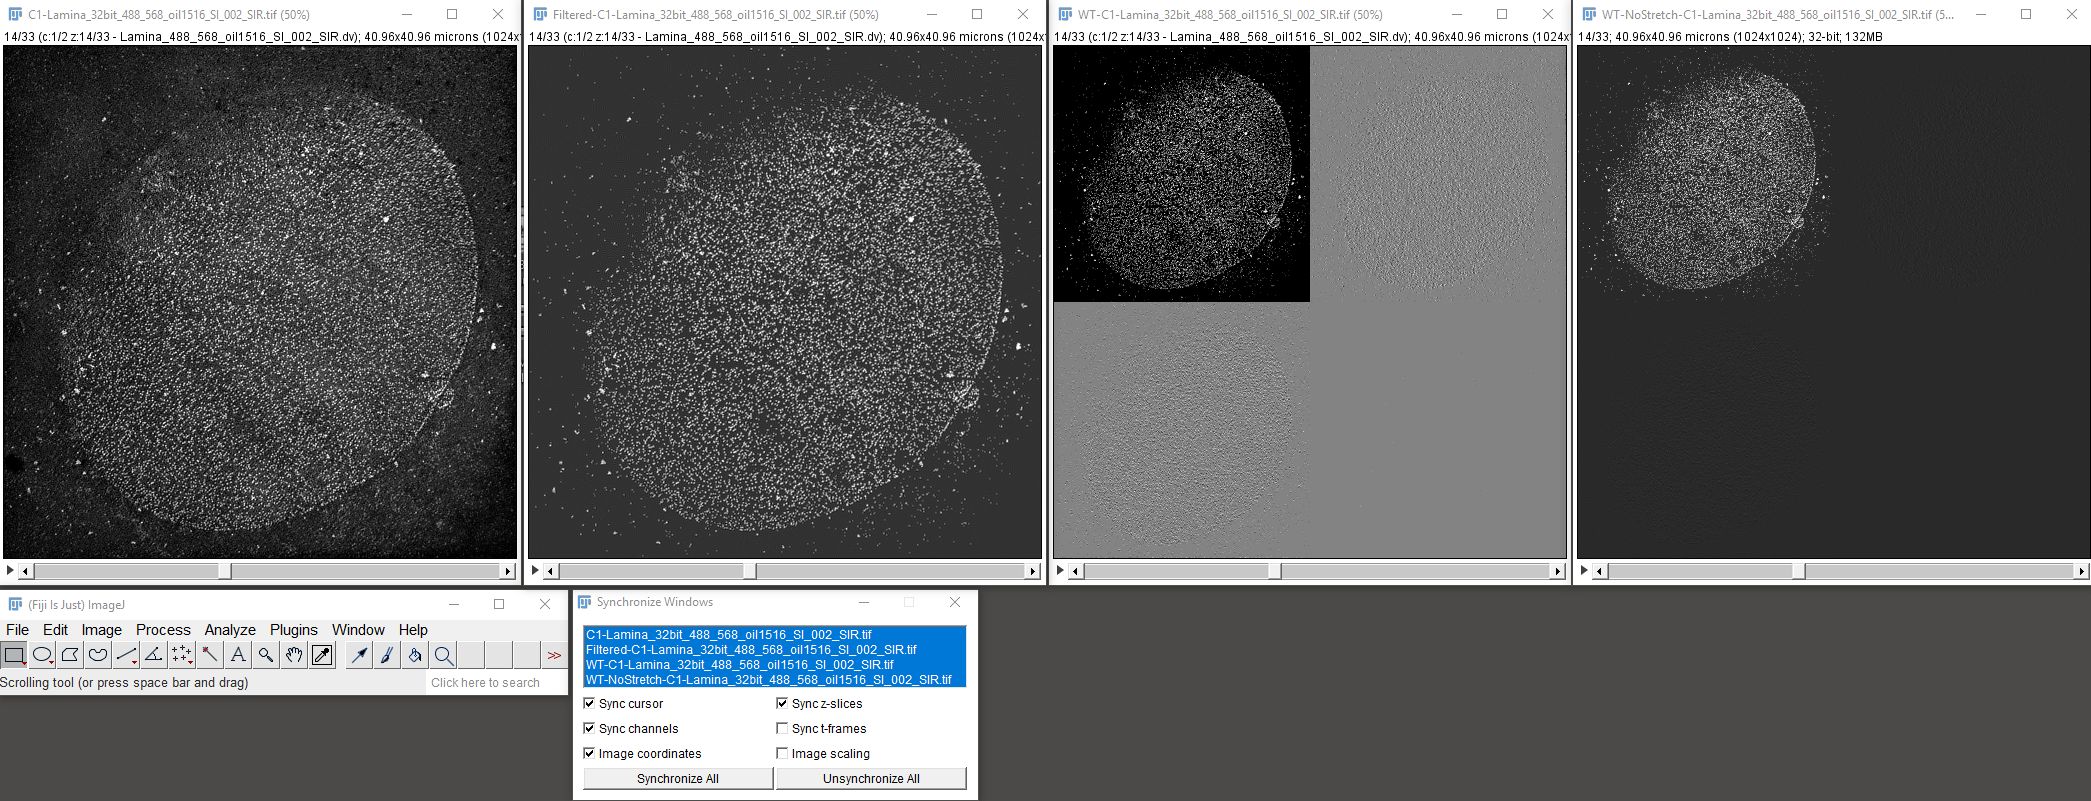 C1-Lamina_32bit_488_568_oil1516_SI_002_SIR.tif (50%)
14/33 (c:1/2 z:14/33 - Lamina_488_568_oil1516_SI_002_SIR.dv); 40.96x40.96 microns (1024x
Filtered-C1-Lamina_32bit_488_568_oil1516_SI_002_SIR.tif (50%)
14/33 (c:1/2 z:14/33 - Lamina_488_568_oil1516_SI_002_SIR.dv); 40.96x40.96 microns (1024x
WT-C1-Lamina_32bit_488_568_oil1516_SI_002_SIR.tif (50%)
14/33 (c:1/2 z:14/33 - Lamina_488_568_oil1516_SI_002_SIR.dv); 40.96x40.96 microns (1024x
WT-NoStretch-C1-Lamina_32bit_488_568_oil1516_SI_002_SIR.tif (5...
14/33; 40.96x40.96 microns (1024x1024); 32-bit; 132MB
(Fiji Is Just) ImageJ
File Edit Image Process Analyze Plugins Window Help
A >>
Scrolling tool (or press space bar and drag)
Click here to search
Synchronize Windows
C1-Lamina_32bit_488_568_oil1516_SI_002_SIR.tif
Filtered-C1-Lamina_32bit_488_568_oil1516_SI_002_SIR.tif
WT-C1-Lamina_32bit_488_568_oil1516_SI_002_SIR.tif
WT-NoStretch-C1-Lamina_32bit_488_568_oil1516_SI_002_SIR.tif
Sync cursor
Sync z-slices
Sync channels
Sync t-frames
Image coordinates
Image scaling
Synchronize All
Unsynchronize All